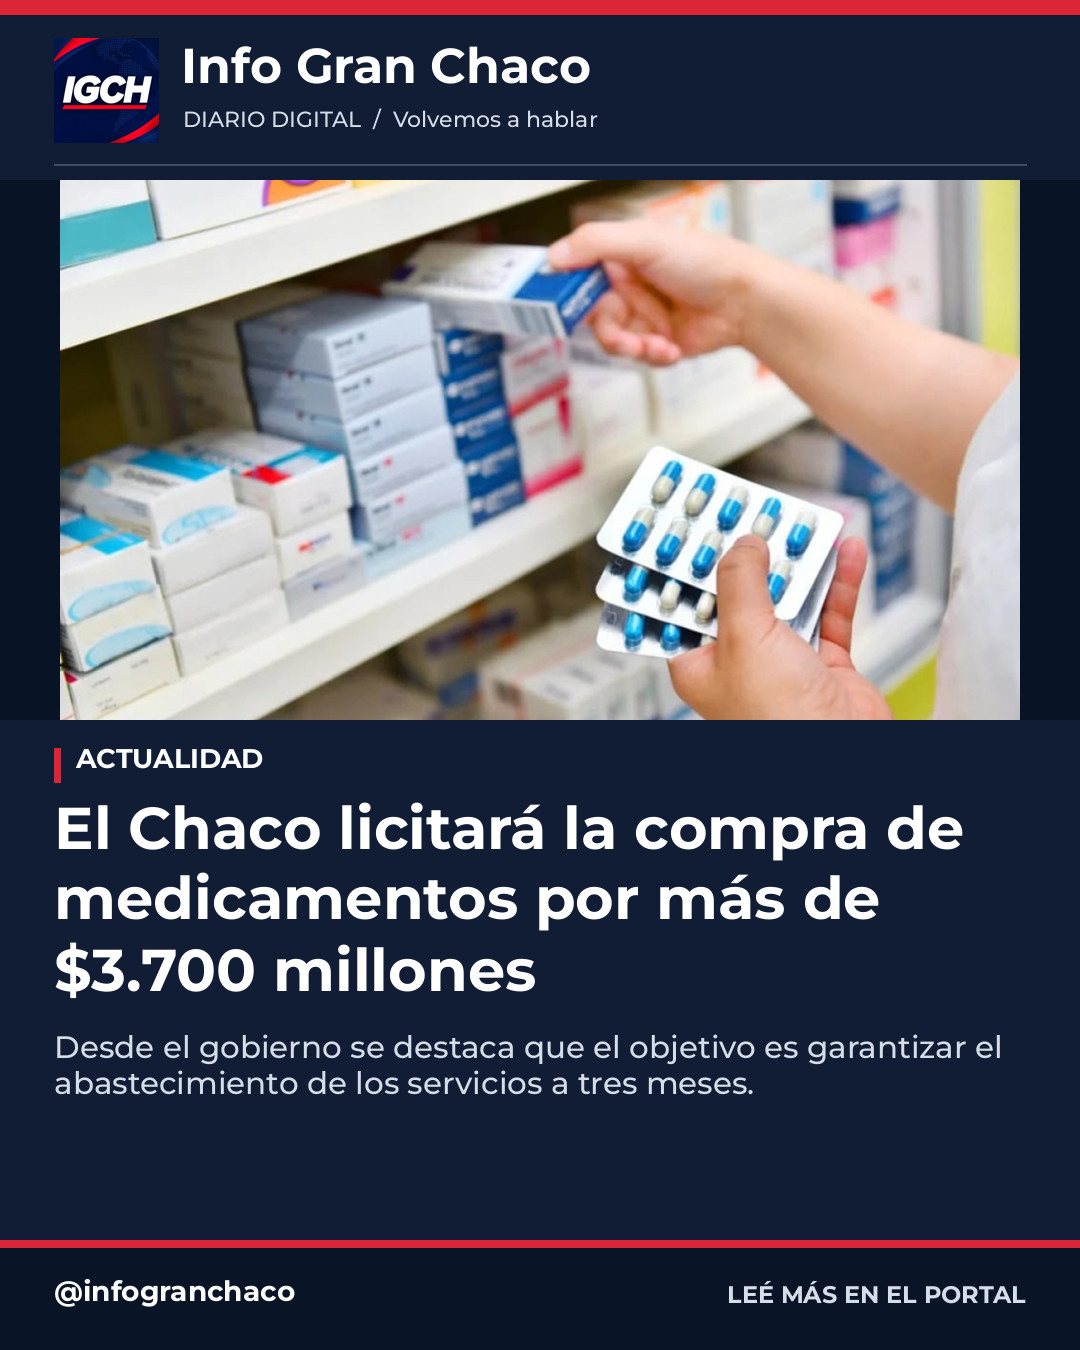 IGCH
Info Gran Chaco
DIARIO DIGITAL / Volvemos a hablar
ACTUALIDAD
El Chaco licitará la compra de
medicamentos por más de
$3.700 millones
Desde el gobierno se destaca que el objetivo es garantizar el
abastecimiento de los servicios a tres meses.
@infogranchaco
LEÉ MÁS EN EL PORTAL